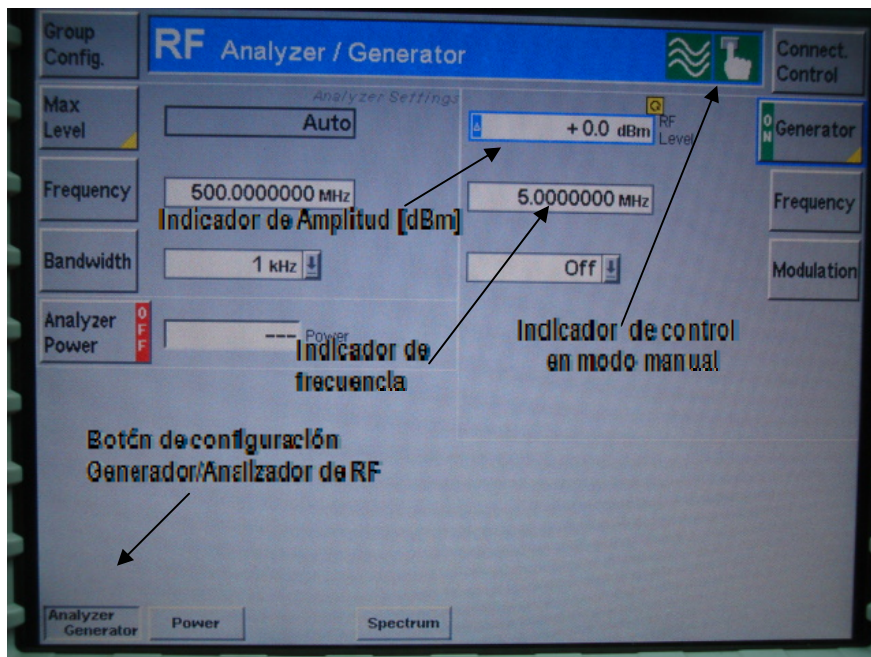 Group
Config.
RF Analyzer / Generator
Connect.
Control
Analyzer Settings
Max
Level
Auto
+ 0.0 dBm
RF
Level
ON
Generator
Frequency
500.0000000 MHz
5.0000000 MHz
Frequency
Indicador de Amplitud [dBm]
Bandwidth
1 kHz
Off
Modulation
Analyzer
Power
OFF
--- Power
Indicador de
frecuencia
Indicador de control
en modo manual
Botón de configuración
Generador/Analizador de RF
Analyzer
Generator
Power
Spectrum